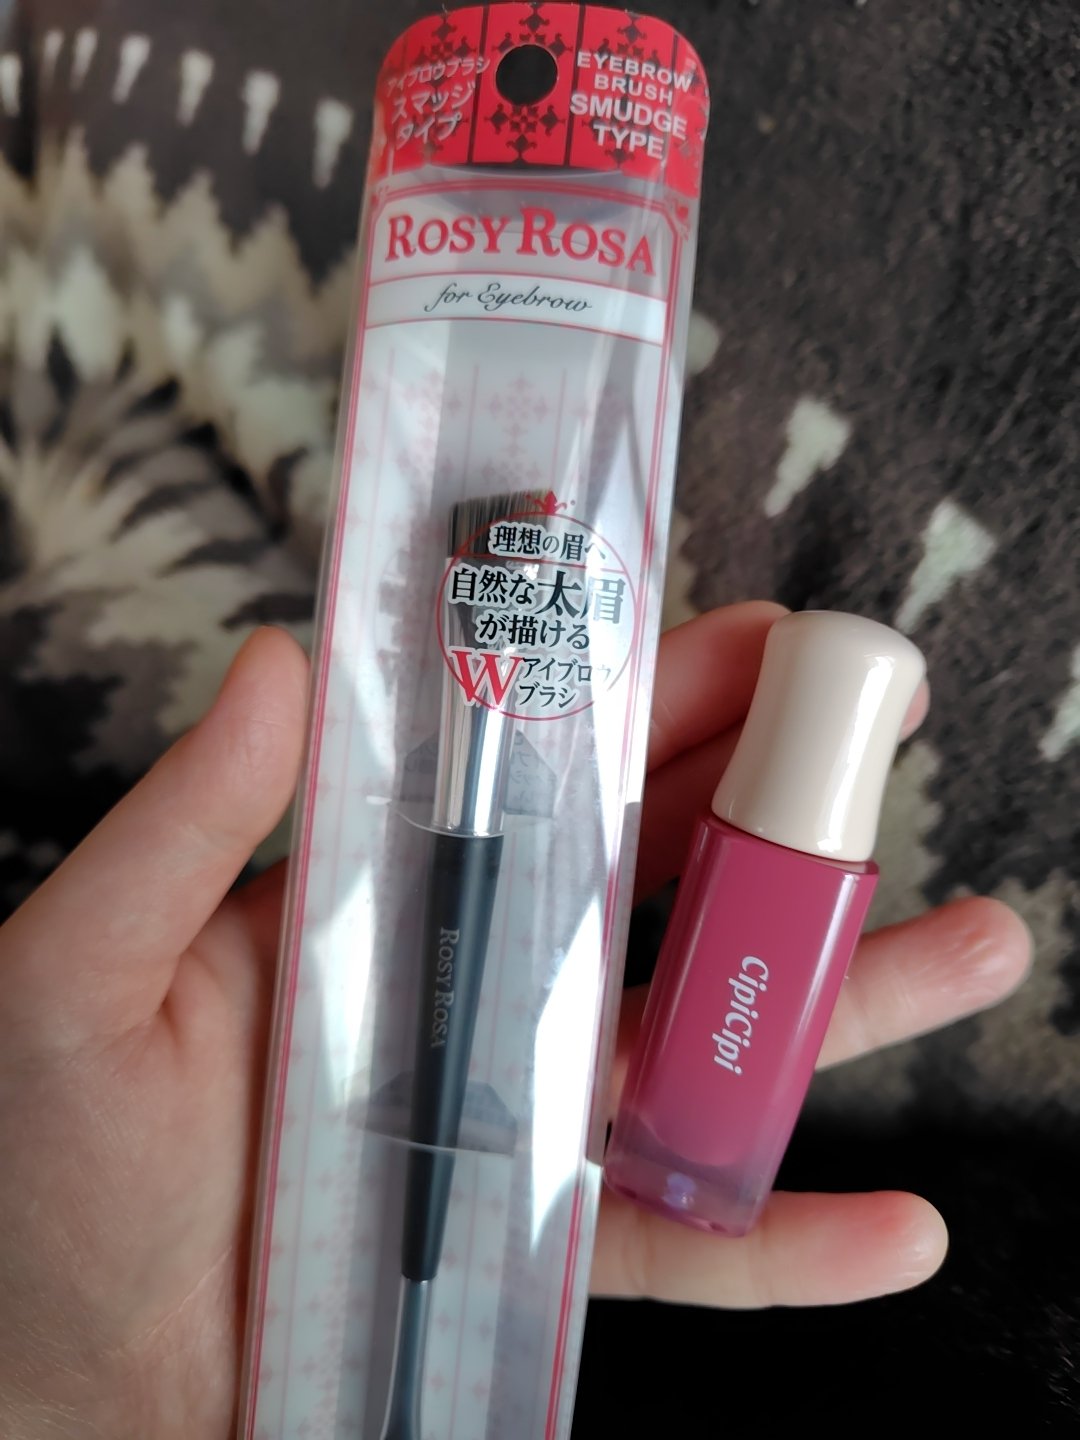 アイブロウブラシ
スマッジ
タイプ
EYEBROW
BRUSH
SMUDGE
TYPE
ROSY ROSA
for Eyebrow
理想の眉へ
自然な太眉
が描ける
Wアイブロウ
ブラシ
ROSY ROSA
CipiCipi